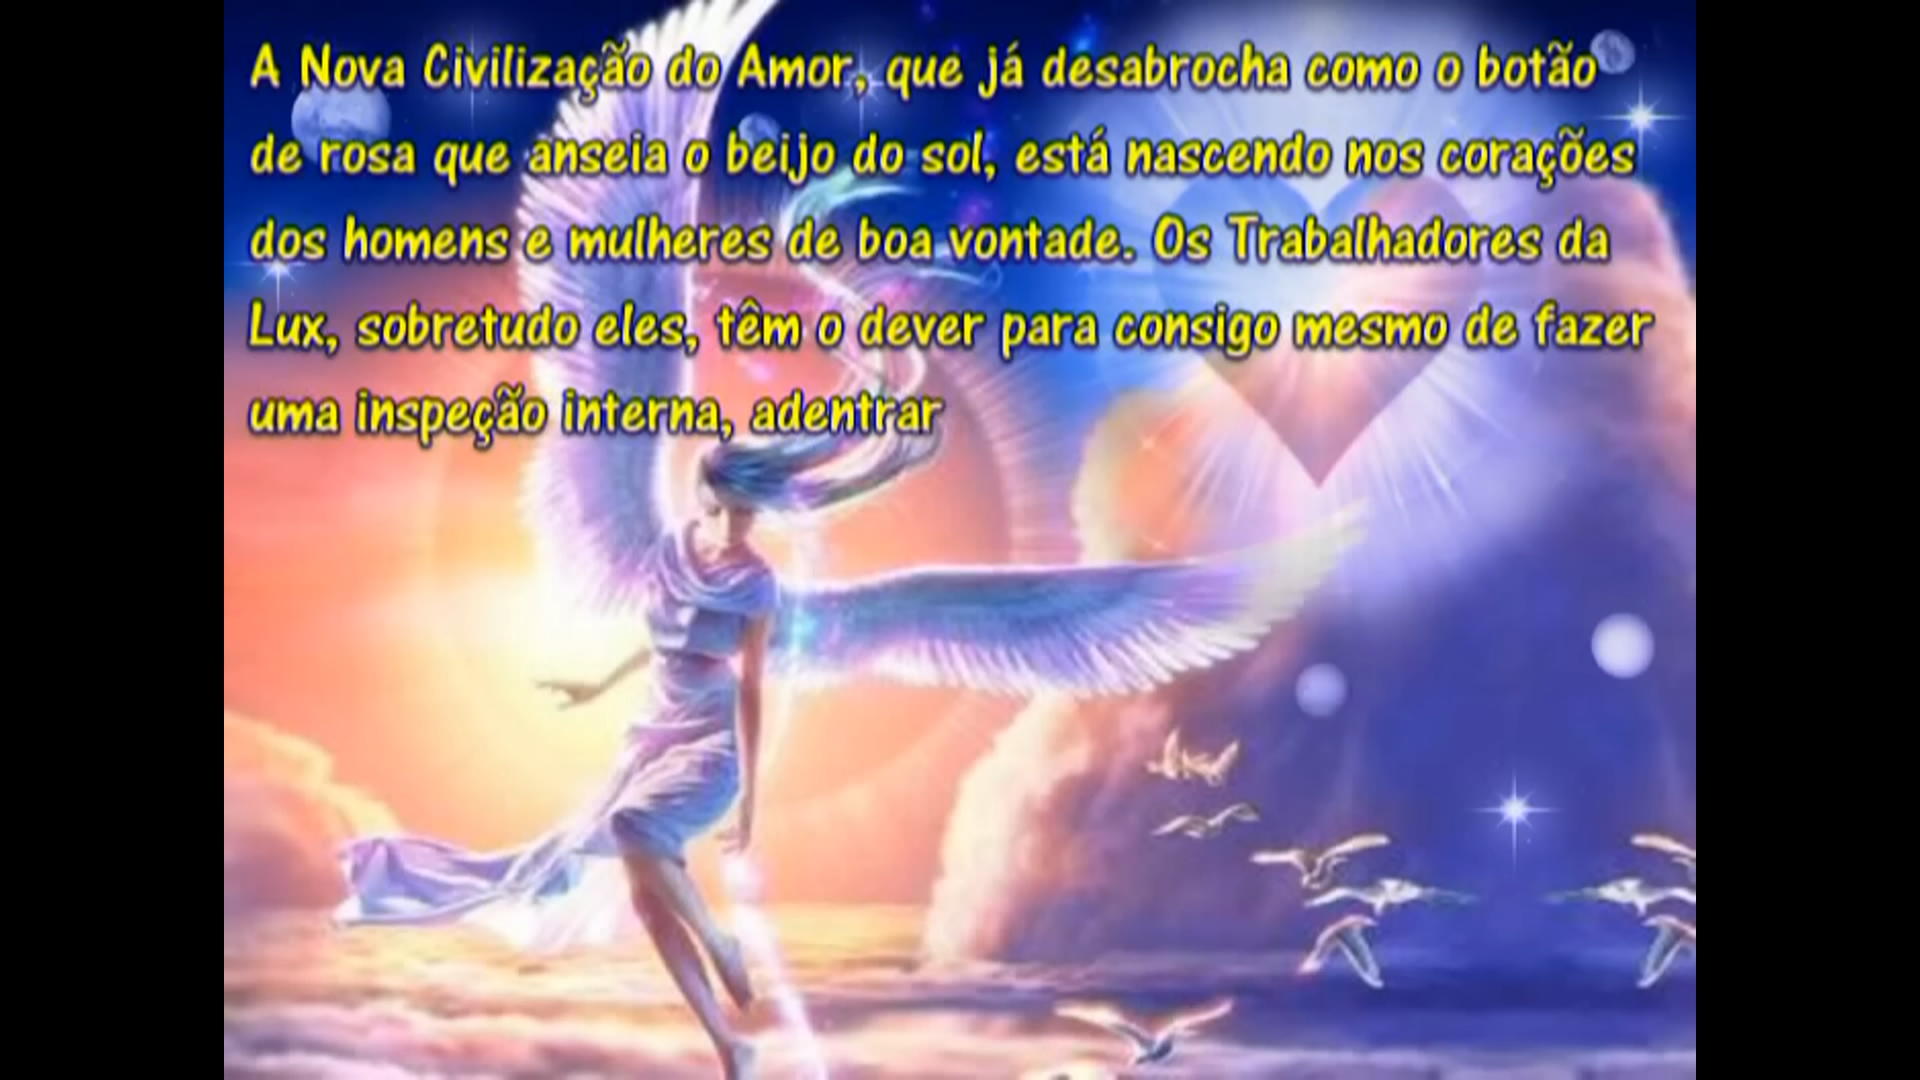 A Nova Civilização do Amor, que já desabrocha como o botão
de rosa que anseia o beijo do sol, está nascendo nos corações
dos homens e mulheres de boa vontade. Os Trabalhadores da
Lux, sobretudo eles, têm o dever para consigo mesmo de fazer
uma inspeção interna, adentrar